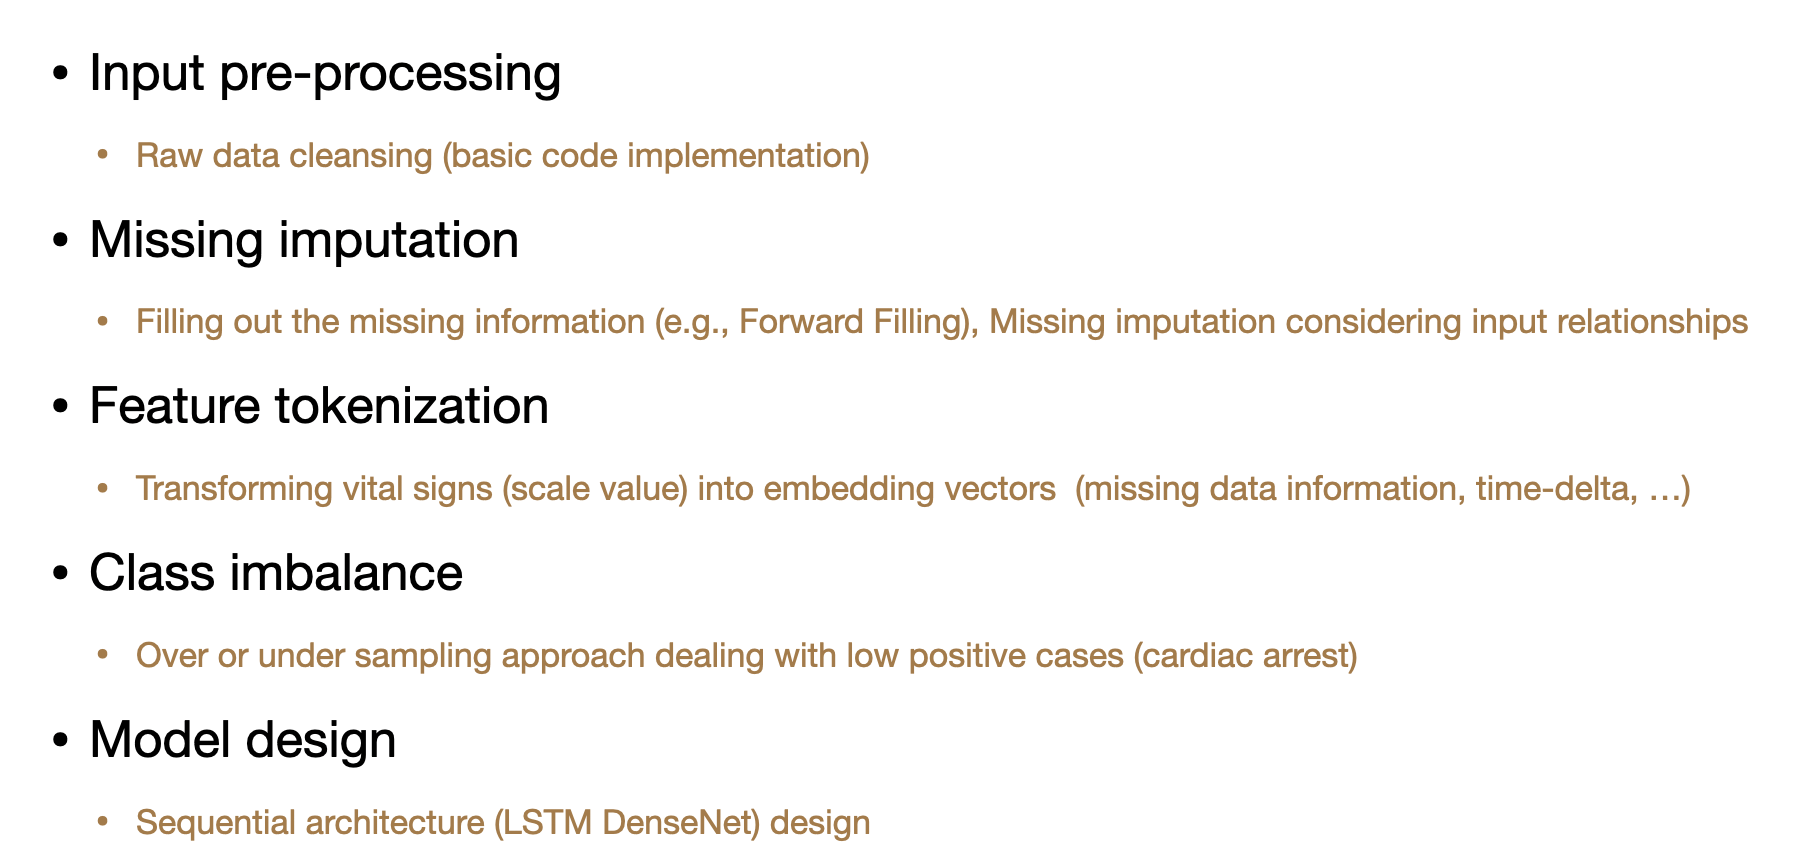 • Input pre-processing
• Raw data cleansing (basic code implementation)
• Missing imputation
• Filling out the missing information (e.g., Forward Filling), Missing imputation considering input relationships
• Feature tokenization
• Transforming vital signs (scale value) into embedding vectors  (missing data information, time-delta, …)
• Class imbalance
• Over or under sampling approach dealing with low positive cases (cardiac arrest)
• Model design
• Sequential architecture (LSTM DenseNet) design